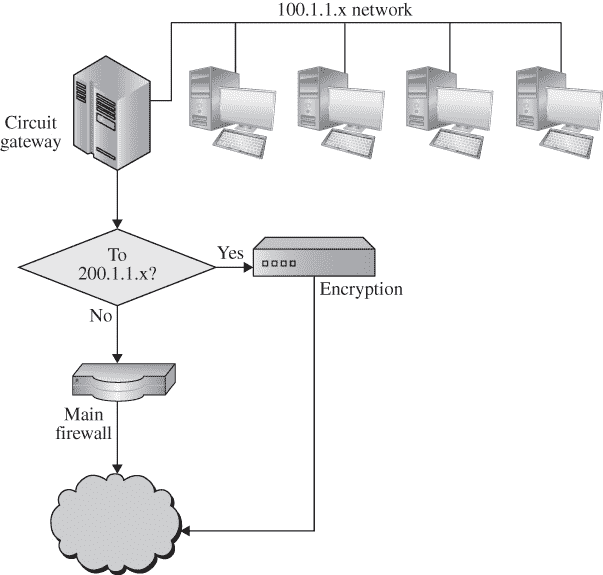 100.1.1.x network
Circuit
gateway
To
200.1.1.x?
Yes
Encryption
No
Main
firewall